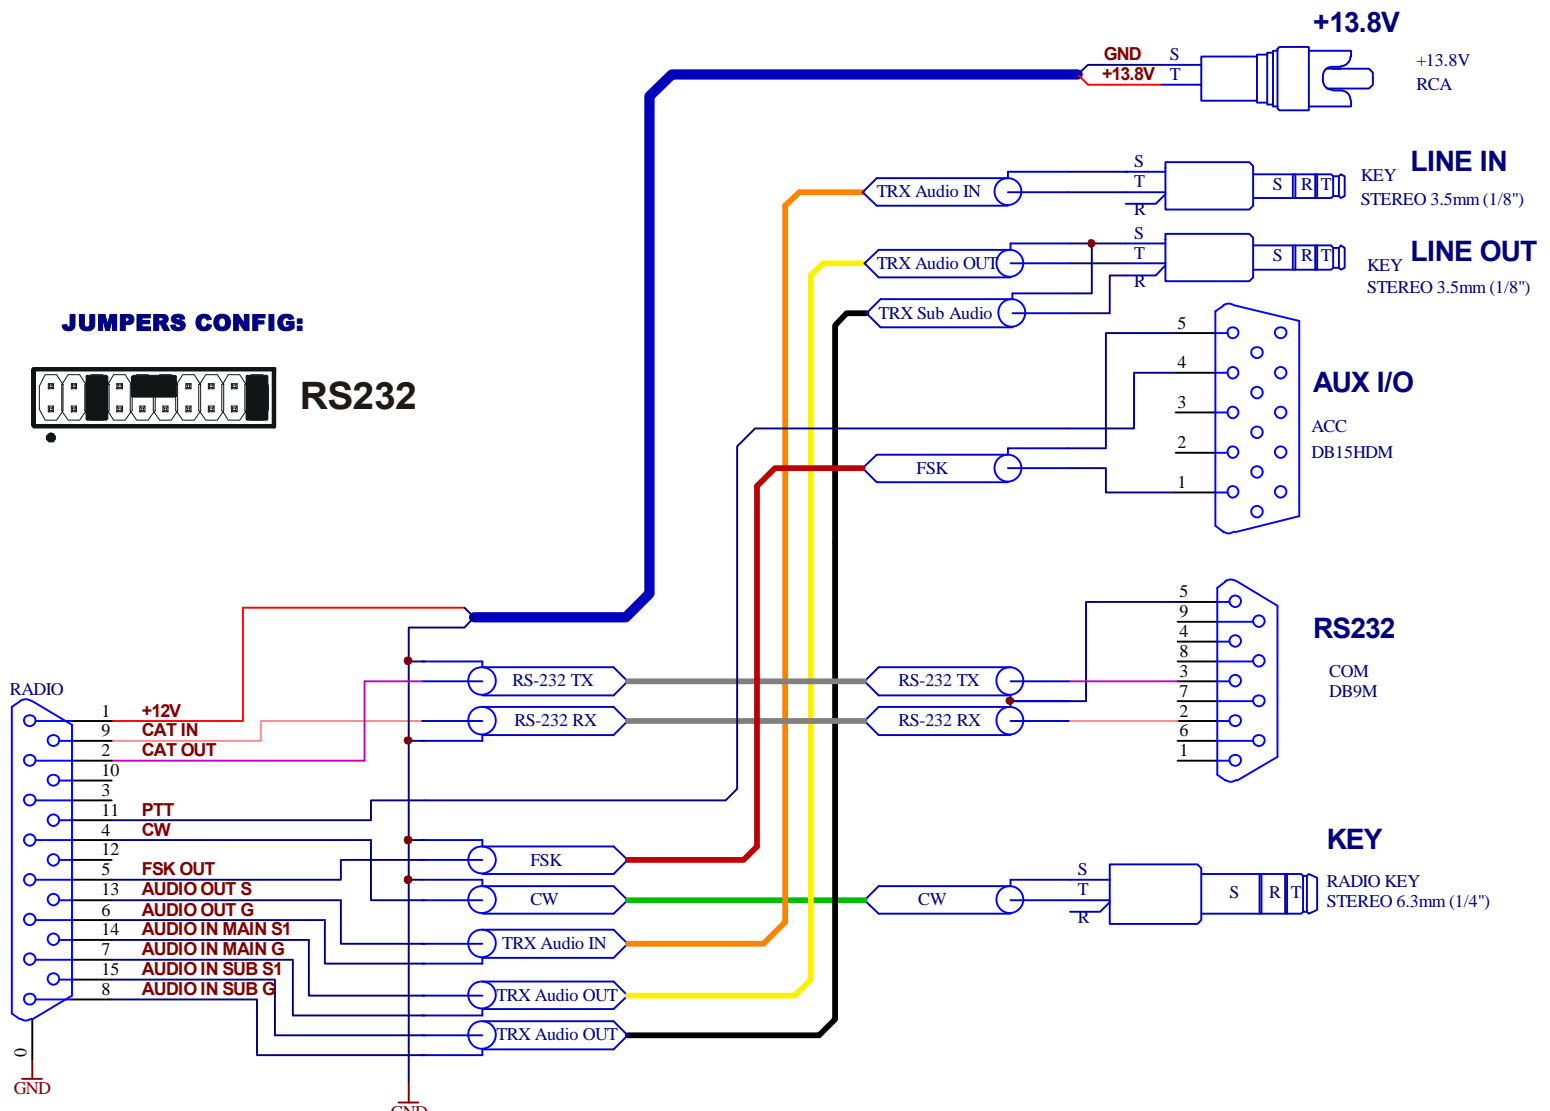 +13.8V
GND S
+13.8V T
+13.8V
RCA
LINE IN
S
T
R
TRX Audio IN
S R T
KEY
STEREO 3.5mm (1/8")
LINE OUT
S
T
R
TRX Audio OUT
S R T
KEY
STEREO 3.5mm (1/8")
TRX Sub Audio
JUMPERS CONFIG:
RS232
5
4
3
2
1
AUX I/O
ACC
DB15HDM
FSK
5
9
4
8
3
7
2
6
1
RS232
COM
DB9M
RS-232 TX
RS-232 TX
RS-232 RX
RS-232 RX
RADIO
1 +12V
9 CAT IN
2 CAT OUT
10
3
11 PTT
4 CW
12
5 FSK OUT
13 AUDIO OUT S
6 AUDIO OUT G
14 AUDIO IN MAIN S1
7 AUDIO IN MAIN G
15 AUDIO IN SUB S1
8 AUDIO IN SUB G
FSK
CW
CW
TRX Audio IN
TRX Audio OUT
TRX Audio OUT
KEY
S
T
R
S R T
RADIO KEY
STEREO 6.3mm (1/4")
0
GND
GND